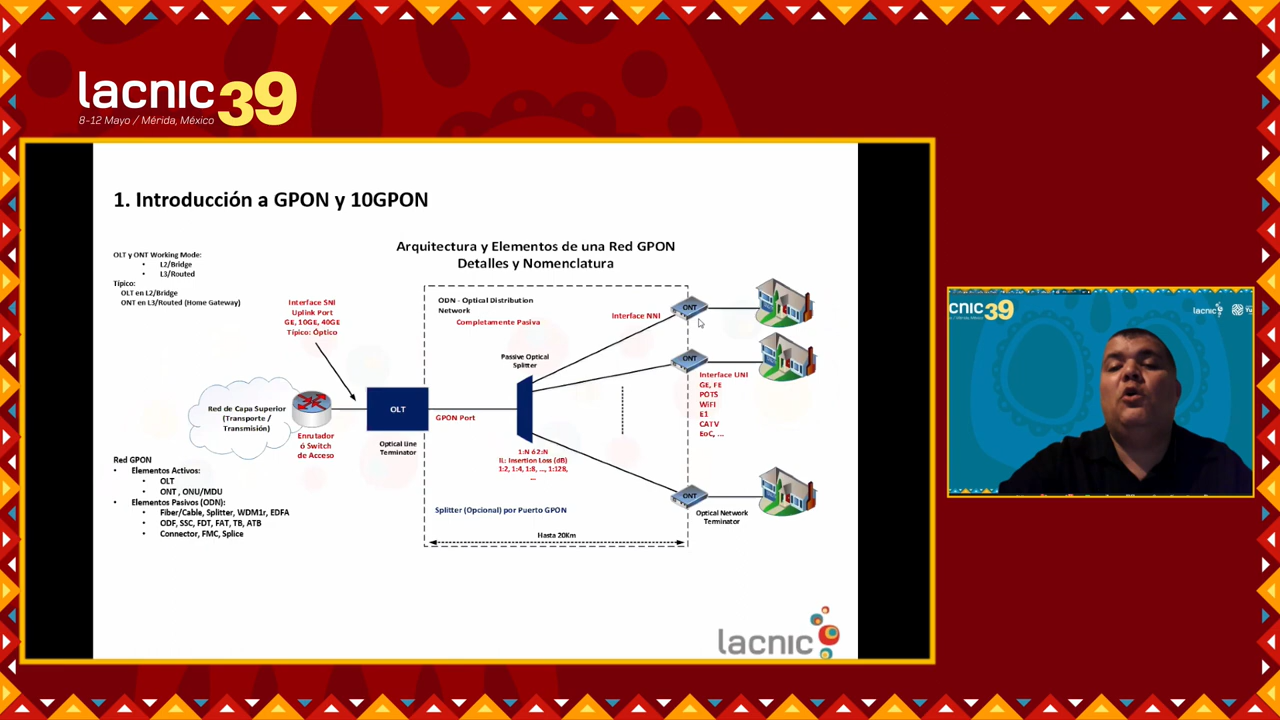 lacnic 39
8-12 Mayo / Mérida, México
1. Introducción a GPON y 10GPON
Arquitectura y Elementos de una Red GPON
Detalles y Nomenclatura
OLT y ONT Working Mode:
• L2/Bridge
• L3/Routed
Típico:
OLT en L2/Bridge
ONT en L3/Routed (Home Gateway)
Interface SNI
Uplink Port
GE, 10GE, 40GE
Típico: Óptico
Red de Capa Superior
(Transporte /
Transmisión)
Enrutador
ó Switch
de Acceso
OLT
Optical Line
Terminator
GPON Port
ODN - Optical Distribution
Network
Completamente Pasiva
Passive Optical
Splitter
1:N ó 2:N
IL: Insertion Loss (dB)
1:2, 1:4, 1:8, ..., 1:128,
...
Splitter (Opcional) por Puerto GPON
Hasta 20Km
Interface NNI
ONT
ONT
Interface UNI
GE, FE
POTS
WiFI
E1
CATV
EoC, ...
ONT
Optical Network
Terminator
Red GPON
• Elementos Activos:
• OLT
• ONT , ONU/MDU
• Elementos Pasivos (ODN):
• Fiber/Cable, Splitter, WDM1r, EDFA
• ODF, SSC, FDT, FAT, TB, ATB
• Connector, FMC, Splice
lacnic
cnic39
lacnic